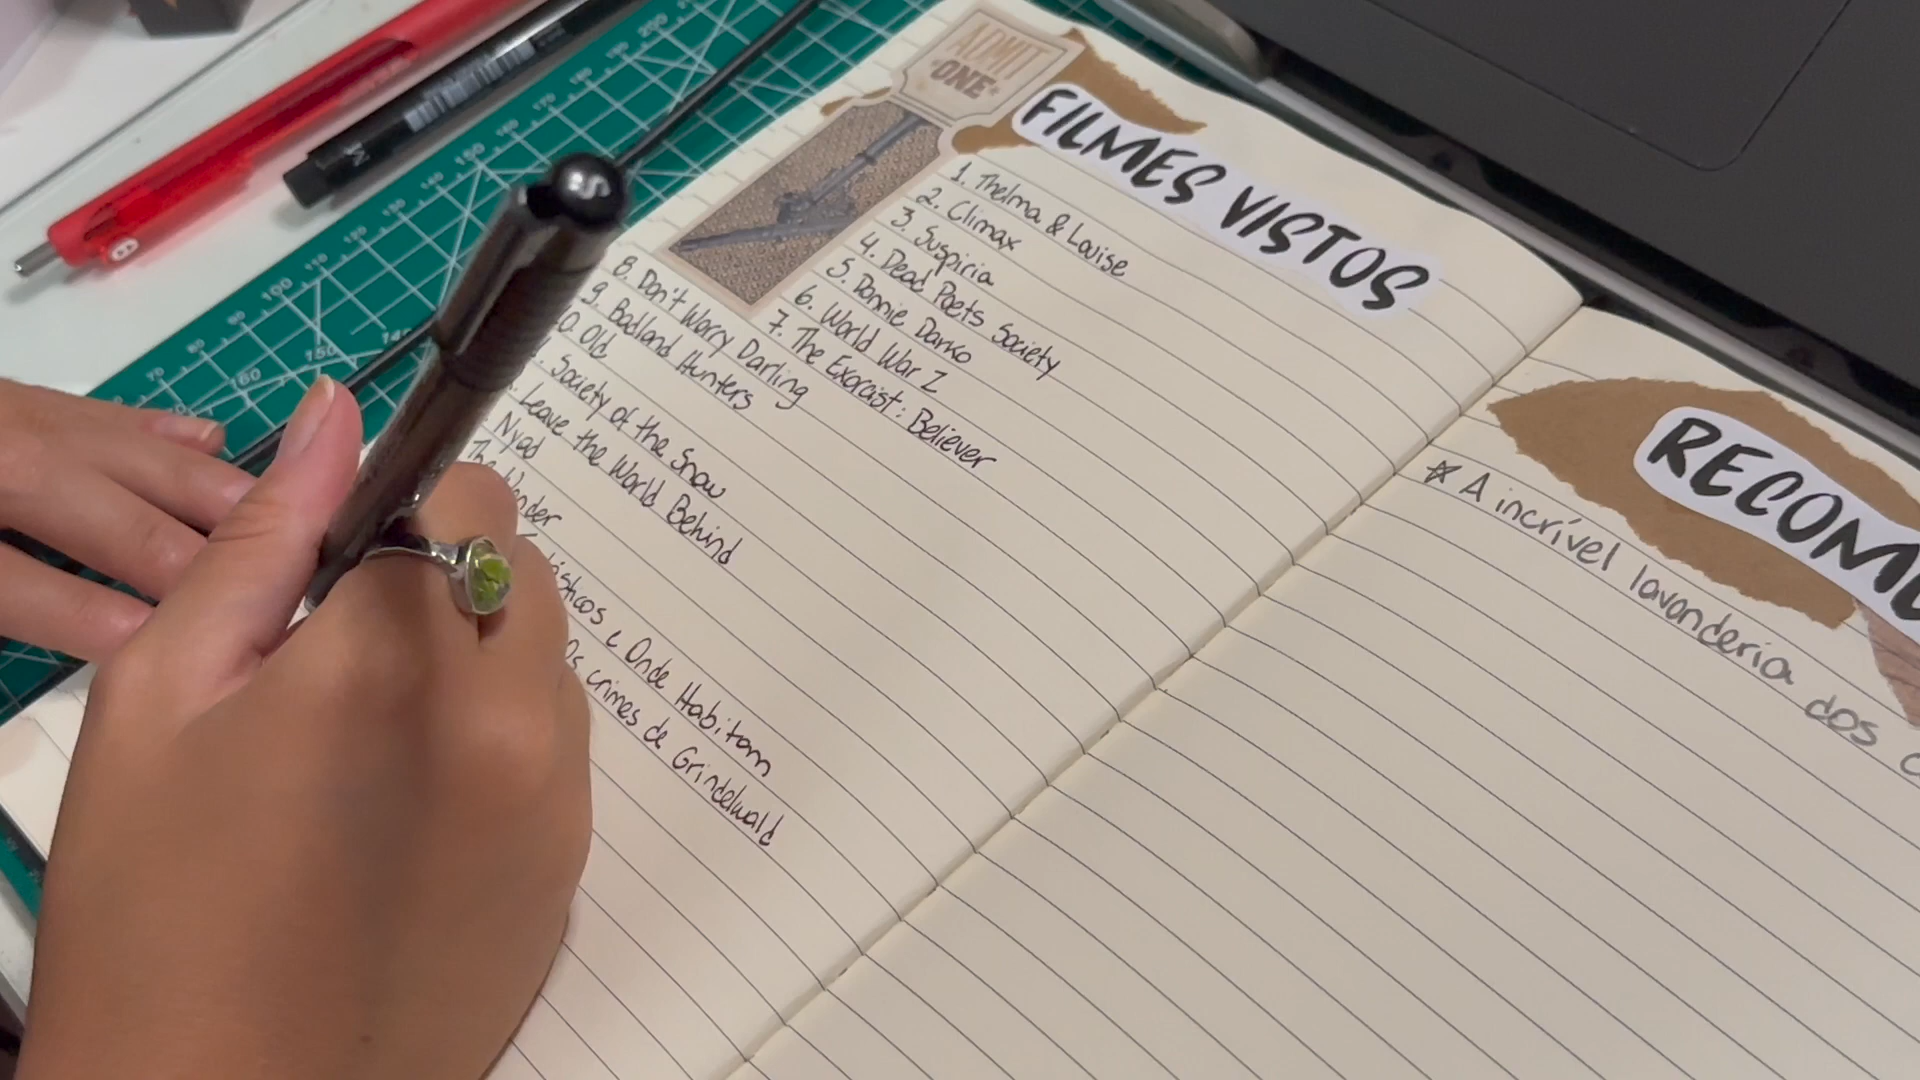 ADMIT
ONE
FILMES VISTOS
1. Thelma & Louise
2. Climax
3. Suspiria
4. Dead Poets Society
5. Donnie Darko
6. World War Z
7. The Exorcist: Believer
8. Don't Worry Darling
9. Badland Hunters
0. Old
. Society of the Snow
. Leave the World Behind
Nyad
The Wonder
e Onde Habitam
Os crimes de Grindelwald
RECOM
A incrível lavanderia dos